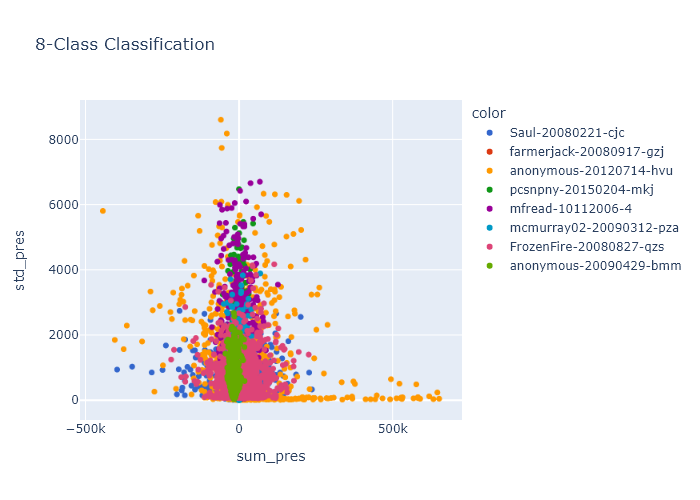 8-Class Classification
color
Saul-20080221-cjc
farmerjack-20080917-gzj
anonymous-20120714-hvu
pcsnpny-20150204-mkj
mfread-10112006-4
mcmurray02-20090312-pza
FrozenFire-20080827-qzs
anonymous-20090429-bmm
std_pres
8000
6000
4000
2000
0
−500k
0
500k
sum_pres